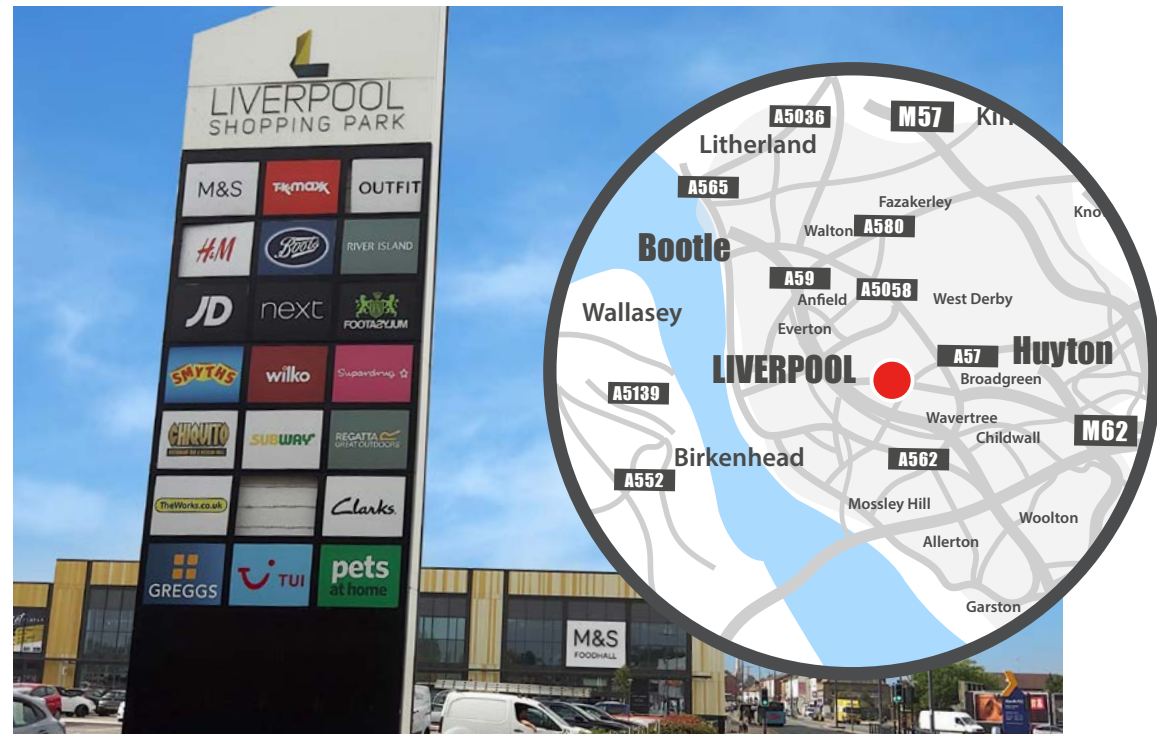 LIVERPOOL
SHOPPING PARK
M&S
TK-maxx
OUTFIT
H&M
Boots
RIVER ISLAND
JD
next
FOOTASYLUM
SMYTHS
wilko
Superdrug
CHIQUITO
SUBWAY
REGATTA
GREAT OUTDOORS
TheWorks.co.uk
Clarks
GREGGS
TUI
pets
at home
M&S
FOODHALL
A5036
M57
Litherland
A565
Fazakerley
Walton
A580
Bootle
A59
Anfield
A5058
West Derby
Wallasey
Everton
A57
Huyton
LIVERPOOL
Broadgreen
A5139
Wavertree
Childwall
M62
Birkenhead
A562
A552
Mossley Hill
Woolton
Allerton
Garston